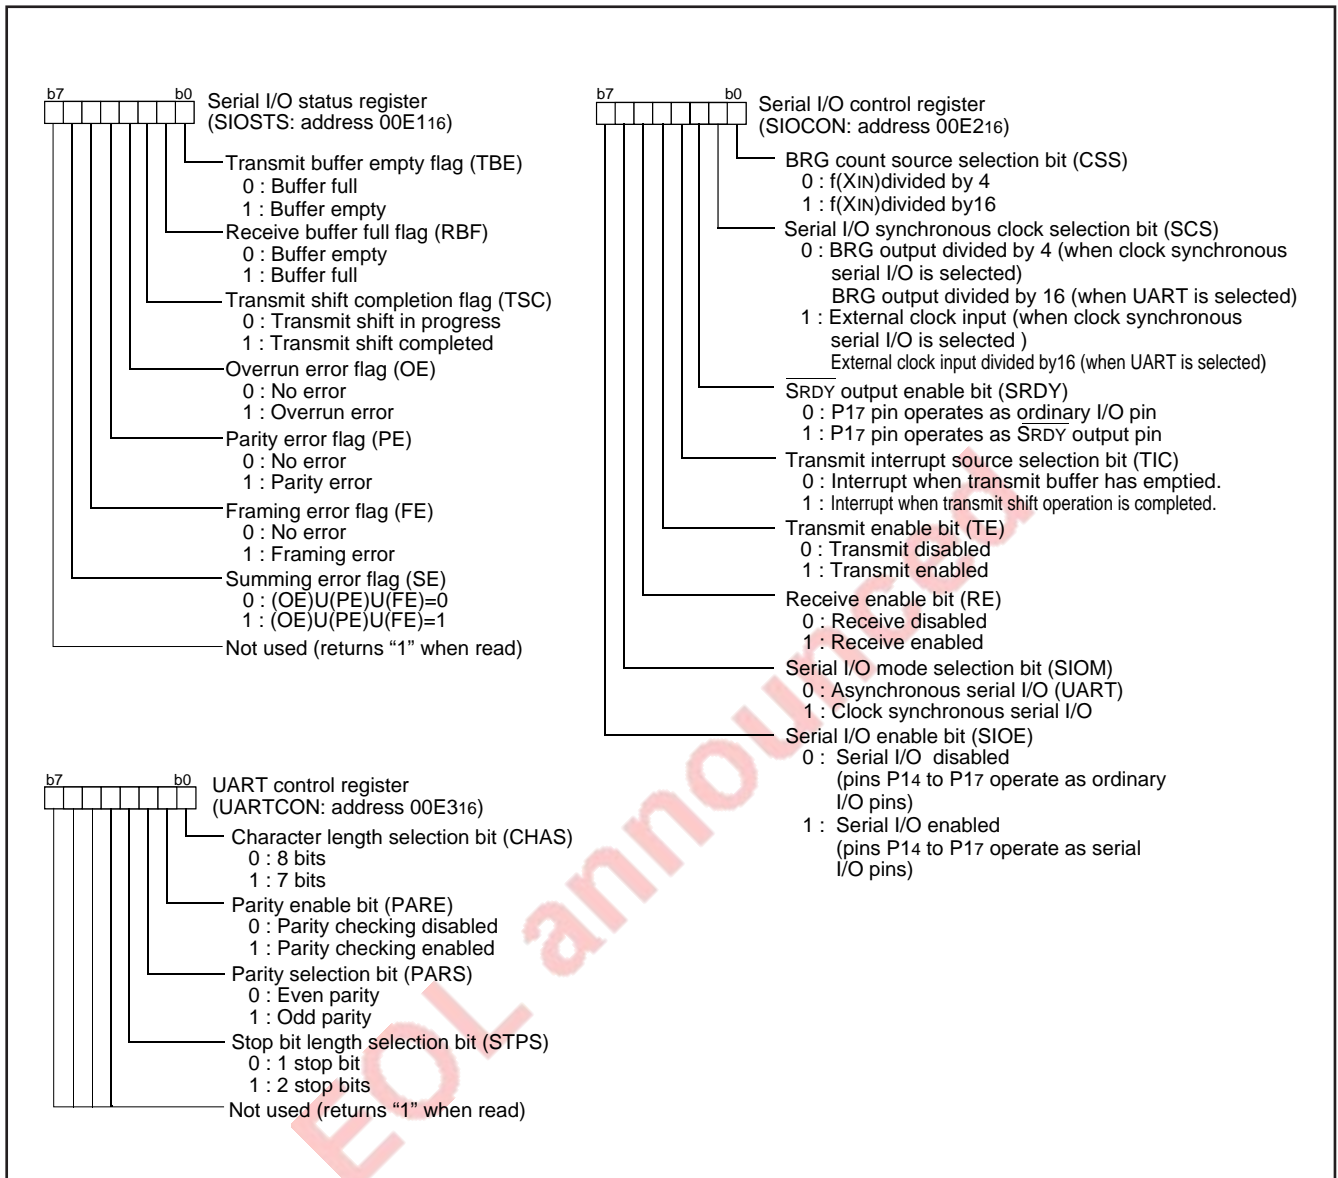 b7 b0
Serial I/O status register
(SIOSTS: address 00E116)
Transmit buffer empty flag (TBE)
0 : Buffer full
1 : Buffer empty
Receive buffer full flag (RBF)
0 : Buffer empty
1 : Buffer full
Transmit shift completion flag (TSC)
0 : Transmit shift in progress
1 : Transmit shift completed
Overrun error flag (OE)
0 : No error
1 : Overrun error
Parity error flag (PE)
0 : No error
1 : Parity error
Framing error flag (FE)
0 : No error
1 : Framing error
Summing error flag (SE)
0 : (OE)U(PE)U(FE)=0
1 : (OE)U(PE)U(FE)=1
Not used (returns “1” when read)
b7 b0
UART control register
(UARTCON: address 00E316)
Character length selection bit (CHAS)
0 : 8 bits
1 : 7 bits
Parity enable bit (PARE)
0 : Parity checking disabled
1 : Parity checking enabled
Parity selection bit (PARS)
0 : Even parity
1 : Odd parity
Stop bit length selection bit (STPS)
0 : 1 stop bit
1 : 2 stop bits
Not used (returns “1” when read)
b7 b0
Serial I/O control register
(SIOCON: address 00E216)
BRG count source selection bit (CSS)
0 : f(XIN)divided by 4
1 : f(XIN)divided by16
Serial I/O synchronous clock selection bit (SCS)
0 : BRG output divided by 4 (when clock synchronous
serial I/O is selected)
BRG output divided by 16 (when UART is selected)
1 : External clock input (when clock synchronous
serial I/O is selected )
External clock input divided by16 (when UART is selected)
SRDY output enable bit (SRDY)
0 : P17 pin operates as ordinary I/O pin
1 : P17 pin operates as SRDY output pin
Transmit interrupt source selection bit (TIC)
0 : Interrupt when transmit buffer has emptied.
1 : Interrupt when transmit shift operation is completed.
Transmit enable bit (TE)
0 : Transmit disabled
1 : Transmit enabled
Receive enable bit (RE)
0 : Receive disabled
1 : Receive enabled
Serial I/O mode selection bit (SIOM)
0 : Asynchronous serial I/O (UART)
1 : Clock synchronous serial I/O
Serial I/O enable bit (SIOE)
0 : Serial I/O disabled
(pins P14 to P17 operate as ordinary
I/O pins)
1 : Serial I/O enabled
(pins P14 to P17 operate as serial
I/O pins)
EOL announced